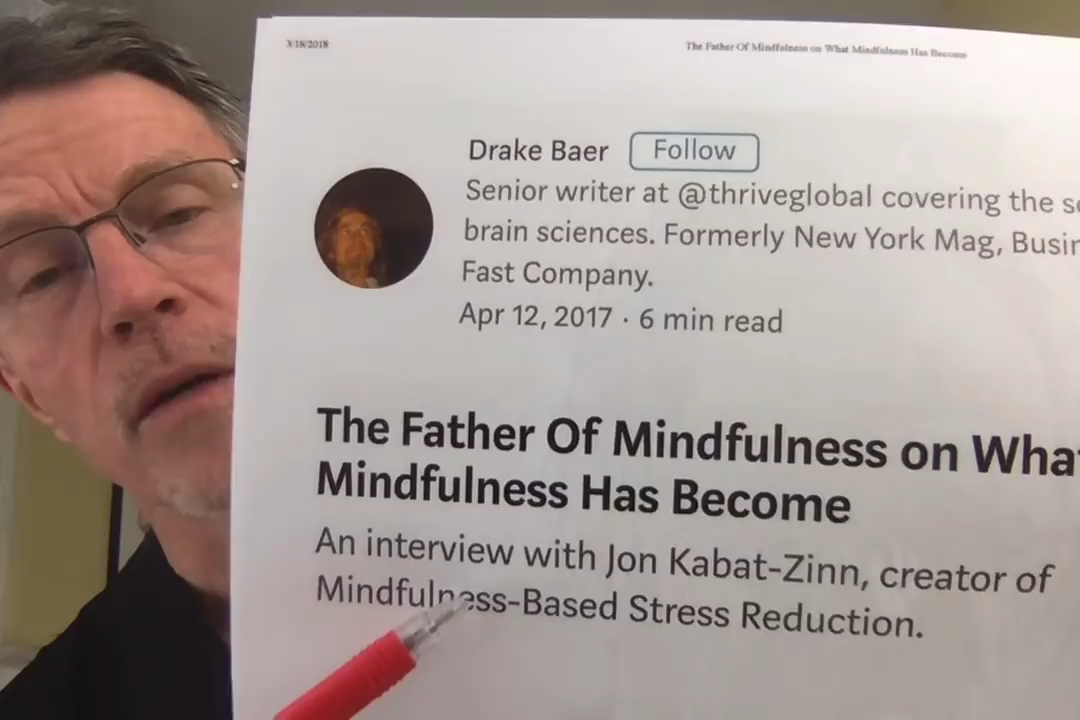 3/18/2018
The Father Of Mindfulness on What Mindfulness Has Become
Drake Baer Follow
Senior writer at @thriveglobal covering the
brain sciences. Formerly New York Mag,
Fast Company.
Apr 12, 2017 · 6 min read
The Father Of Mindfulness on
Mindfulness Has Become
An interview with Jon Kabat-Zinn, creator of
Mindfulness-Based Stress Reduction.